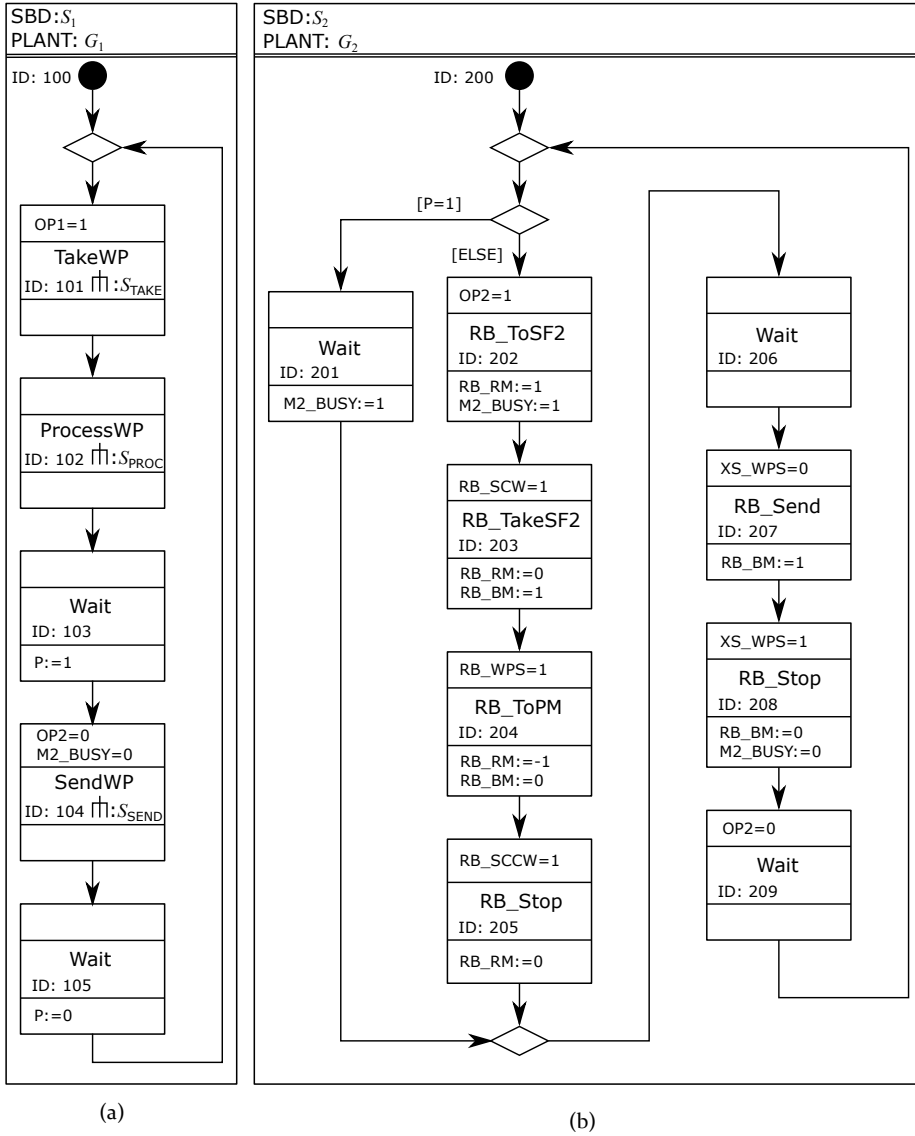 SBD:S1
PLANT: G1
ID: 100
OP1=1
TakeWP
ID: 101 :STAKE
ProcessWP
ID: 102 :SPROC
Wait
ID: 103
P:=1
OP2=0
M2_BUSY=0
SendWP
ID: 104 :SSEND
Wait
ID: 105
P:=0
(a)
SBD:S2
PLANT: G2
ID: 200
[P=1]
[ELSE]
Wait
ID: 201
M2_BUSY:=1
OP2=1
RB_ToSF2
ID: 202
RB_RM:=1
M2_BUSY:=1
RB_SCW=1
RB_TakeSF2
ID: 203
RB_RM:=0
RB_BM:=1
RB_WPS=1
RB_ToPM
ID: 204
RB_RM:=-1
RB_BM:=0
RB_SCCW=1
RB_Stop
ID: 205
RB_RM:=0
Wait
ID: 206
XS_WPS=0
RB_Send
ID: 207
RB_BM:=1
XS_WPS=1
RB_Stop
ID: 208
RB_BM:=0
M2_BUSY:=0
OP2=0
Wait
ID: 209
(b)